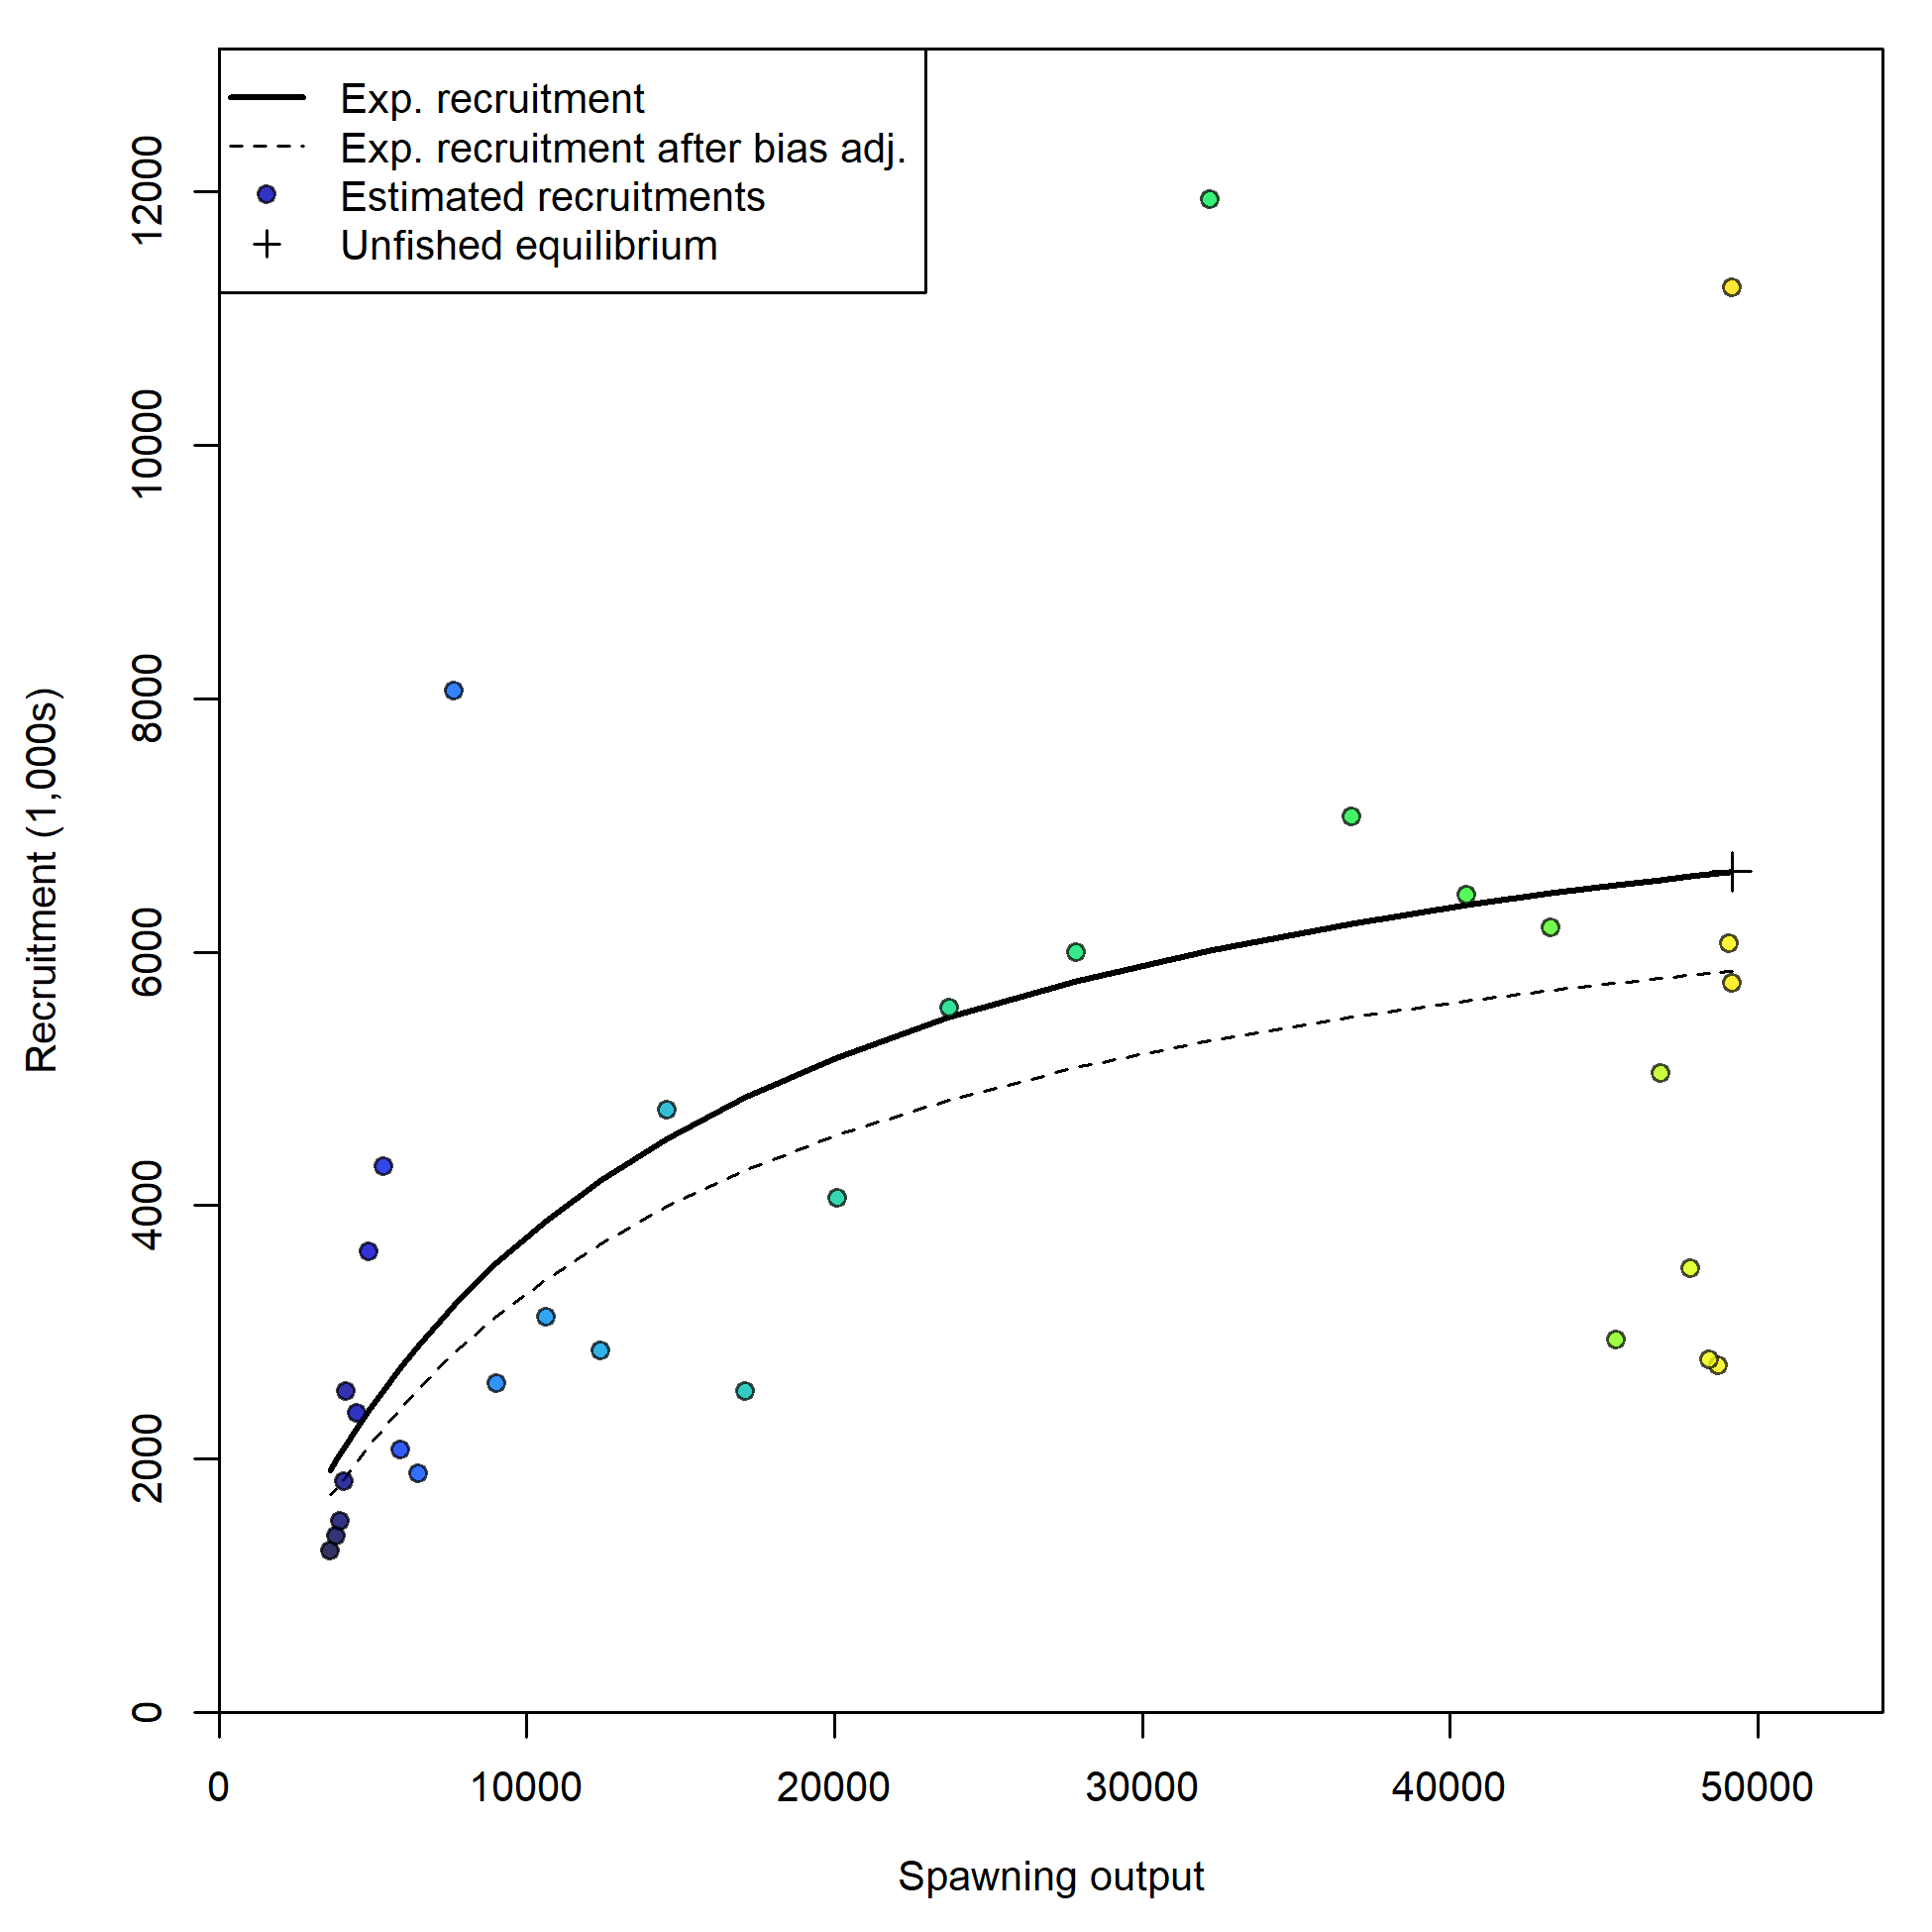 Exp. recruitment
Exp. recruitment after bias adj.
Estimated recruitments
Unfished equilibrium
12000
10000
8000
6000
4000
2000
0
Recruitment (1,000s)
0 10000 20000 30000 40000 50000
Spawning output